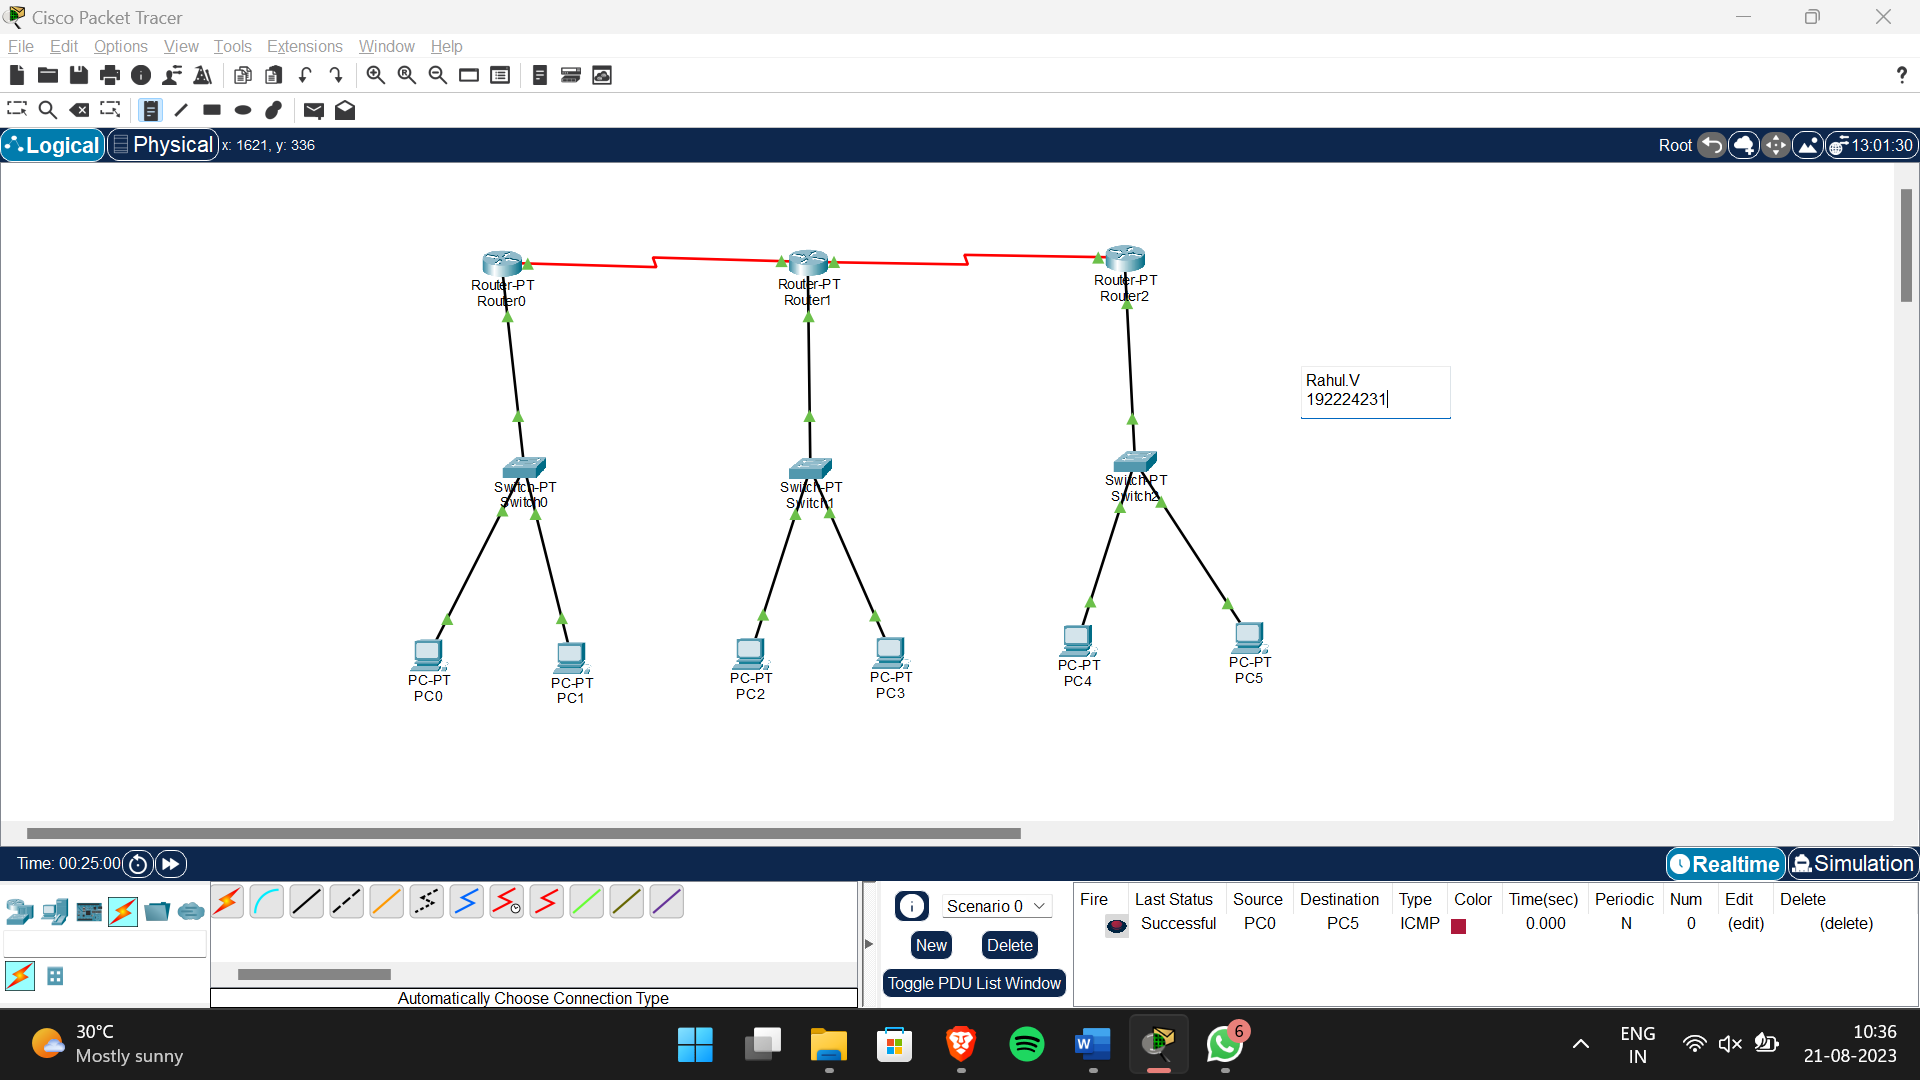 Cisco Packet Tracer
File Edit Options View Tools Extensions Window Help
?
Logical Physical x: 1621, y: 336 Root 13:01:30
Router-PT
Router0
Router-PT
Router1
Router-PT
Router2
Rahul.V
192224231
Switch-PT
Switch0
Switch-PT
Switch1
Switch-PT
Switch2
PC-PT
PC0
PC-PT
PC1
PC-PT
PC2
PC-PT
PC3
PC-PT
PC4
PC-PT
PC5
Time: 00:25:00 Realtime Simulation
Scenario 0
New Delete
Toggle PDU List Window
Automatically Choose Connection Type
Fire Last Status Source Destination Type Color Time(sec) Periodic Num Edit Delete
Successful PC0 PC5 ICMP 0.000 N 0 (edit) (delete)
30°C
Mostly sunny
W
6
ENG
IN
10:36
21-08-2023